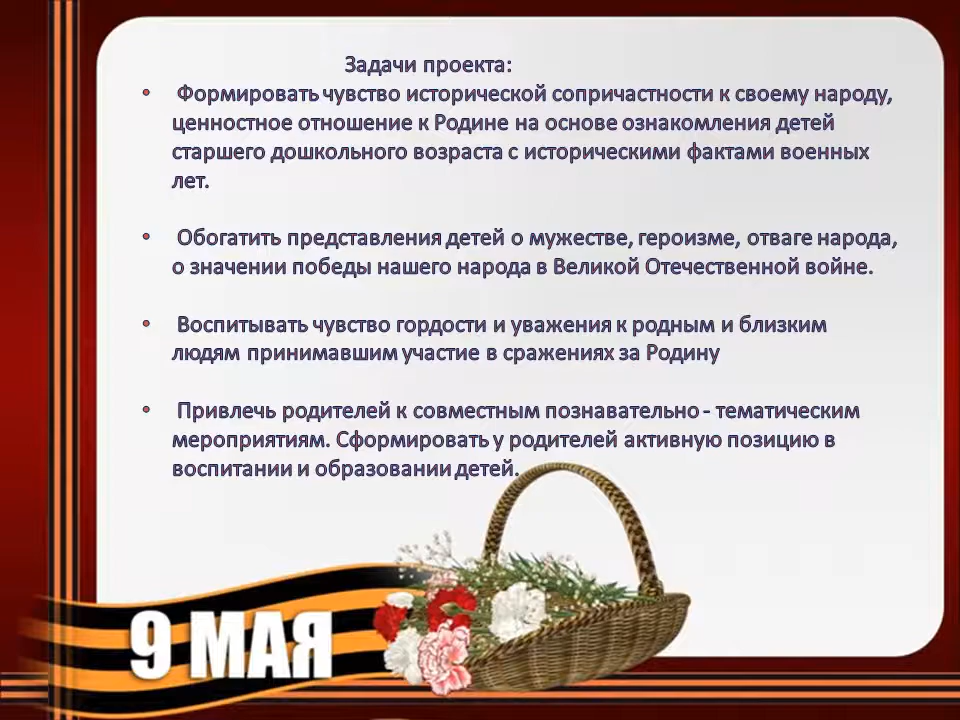 Задачи проекта:
• Формировать чувство исторической сопричастности к своему народу,
ценностное отношение к Родине на основе ознакомления детей
старшего дошкольного возраста с историческими фактами военных
лет.
• Обогатить представления детей о мужестве, героизме, отваге народа,
о значении победы нашего народа в Великой Отечественной войне.
• Воспитывать чувство гордости и уважения к родным и близким
людям принимавшим участие в сражениях за Родину
• Привлечь родителей к совместным познавательно - тематическим
мероприятиям. Сформировать у родителей активную позицию в
воспитании и образовании детей.
9 МАЯ